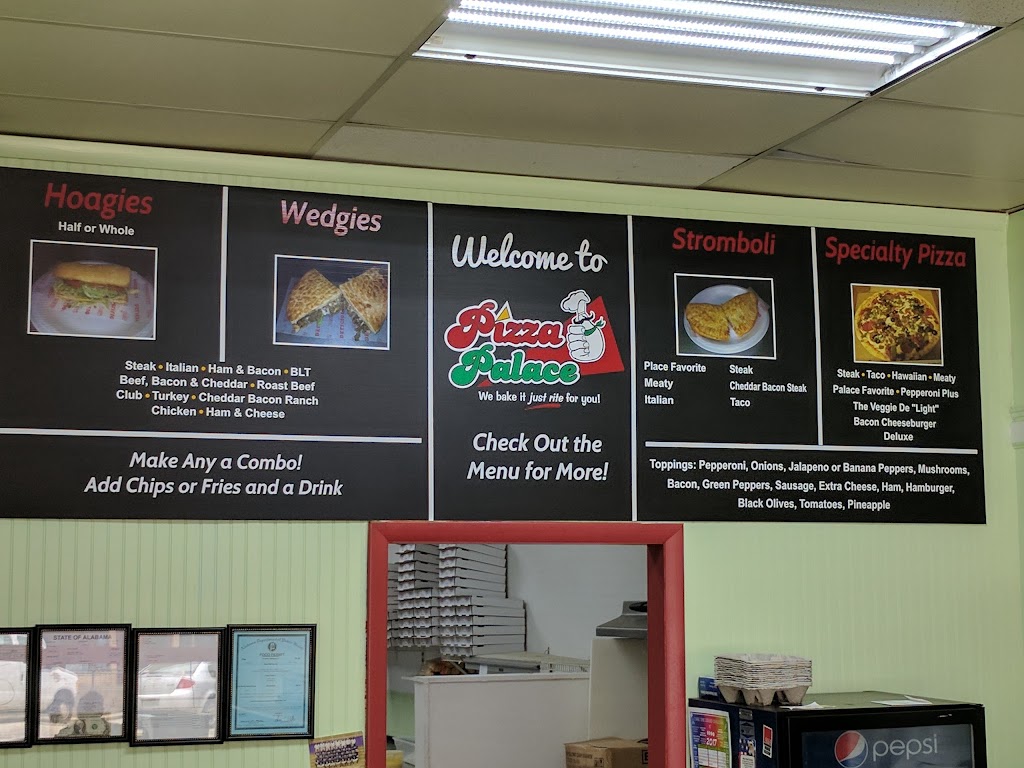 Hoagies
Half or Whole
Wedgies
Steak • Italian • Ham & Bacon • BLT
Beef, Bacon & Cheddar • Roast Beef
Club • Turkey • Cheddar Bacon Ranch
Chicken • Ham & Cheese
Make Any a Combo!
Add Chips or Fries and a Drink
Welcome to
Pizza
Palace
We bake it just rite for you!
Check Out the
Menu for More!
Stromboli
Place Favorite
Meaty
Italian
Steak
Cheddar Bacon Steak
Taco
Specialty Pizza
Steak • Taco • Hawaiian • Meaty
Palace Favorite • Pepperoni Plus
The Veggie De "Light"
Bacon Cheeseburger
Deluxe
Toppings: Pepperoni, Onions, Jalapeno or Banana Peppers, Mushrooms,
Bacon, Green Peppers, Sausage, Extra Cheese, Ham, Hamburger,
Black Olives, Tomatoes, Pineapple
STATE OF ALABAMA
2017
pepsi